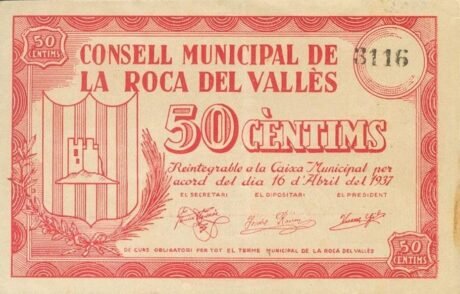 50 CÈNTIMS
CONSELL MUNICIPAL DE
LA ROCA DEL VALLÈS
3116
50 CÈNTIMS
Reintegrable a la Caixa Municipal per
acord del dia 16 d'Abril del 1937
EL SECRETARI EL DIPOSITARI EL PRESIDENT
DE CURS OBLIGATORI PER TOT EL TERME MUNICIPAL DE LA ROCA DEL VALLÈS
50 CÈNTIMS